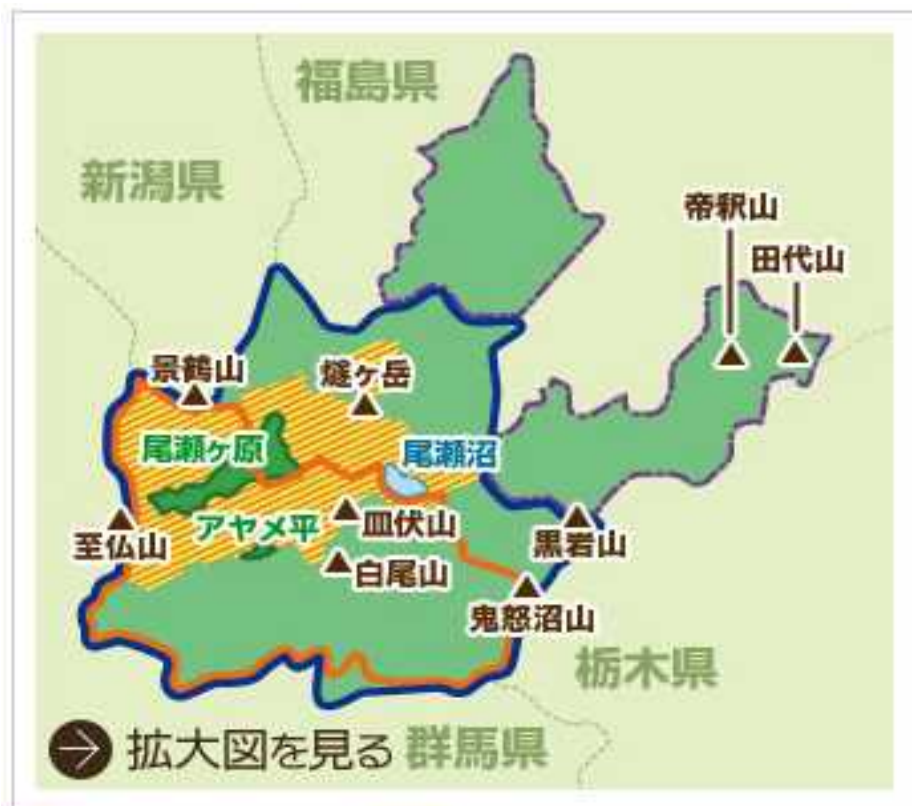 福島県
新潟県
帝釈山
田代山
景鶴山
燧ヶ岳
尾瀬ヶ原
尾瀬沼
アヤメ平
皿伏山
至仏山
黒岩山
白尾山
鬼怒沼山
栃木県
拡大図を見る
群馬県